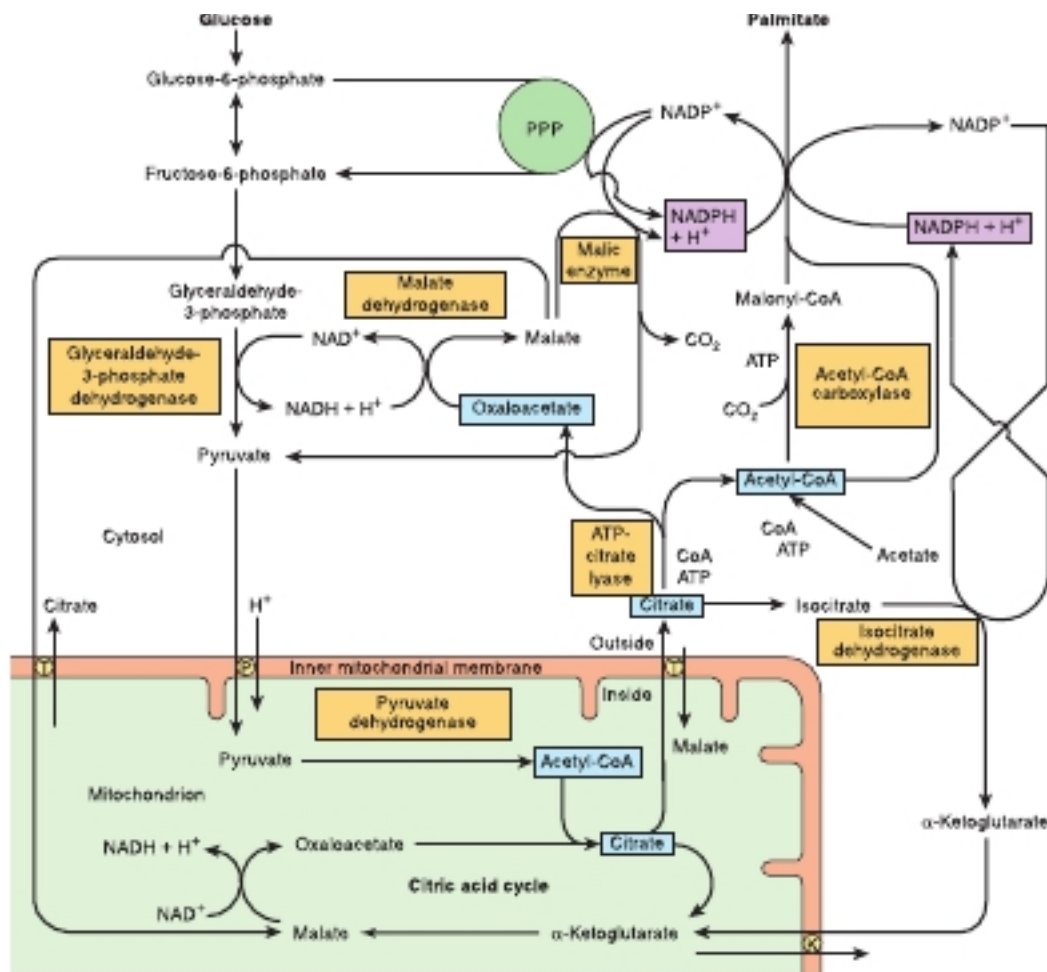 Glucose
Palmitate
Glucose-6-phosphate
PPP
NADP+
NADP+
Fructose-6-phosphate
NADPH
+ H+
NADPH + H+
Malic
enzyme
Malate
dehydrogenase
Glyceraldehyde-
3-phosphate
Malonyl-CoA
NAD+
Malate
CO2
ATP
Glyceraldehyde-
3-phosphate
dehydrogenase
Acetyl-CoA
carboxylase
NADH + H+
Oxaloacetate
CO2
Pyruvate
Acetyl-CoA
Cytosol
ATP-
citrate
lyase
CoA
ATP
CoA
ATP
Acetate
Citrate
H+
Citrate
Isocitrate
Outside
Isocitrate
dehydrogenase
T
P
Inner mitochondrial membrane
T
Inside
Pyruvate
dehydrogenase
Malate
Pyruvate
Acetyl-CoA
Mitochondrion
α-Ketoglutarate
NADH + H+
Oxaloacetate
Citrate
Citric acid cycle
NAD+
Malate
α-Ketoglutarate
K